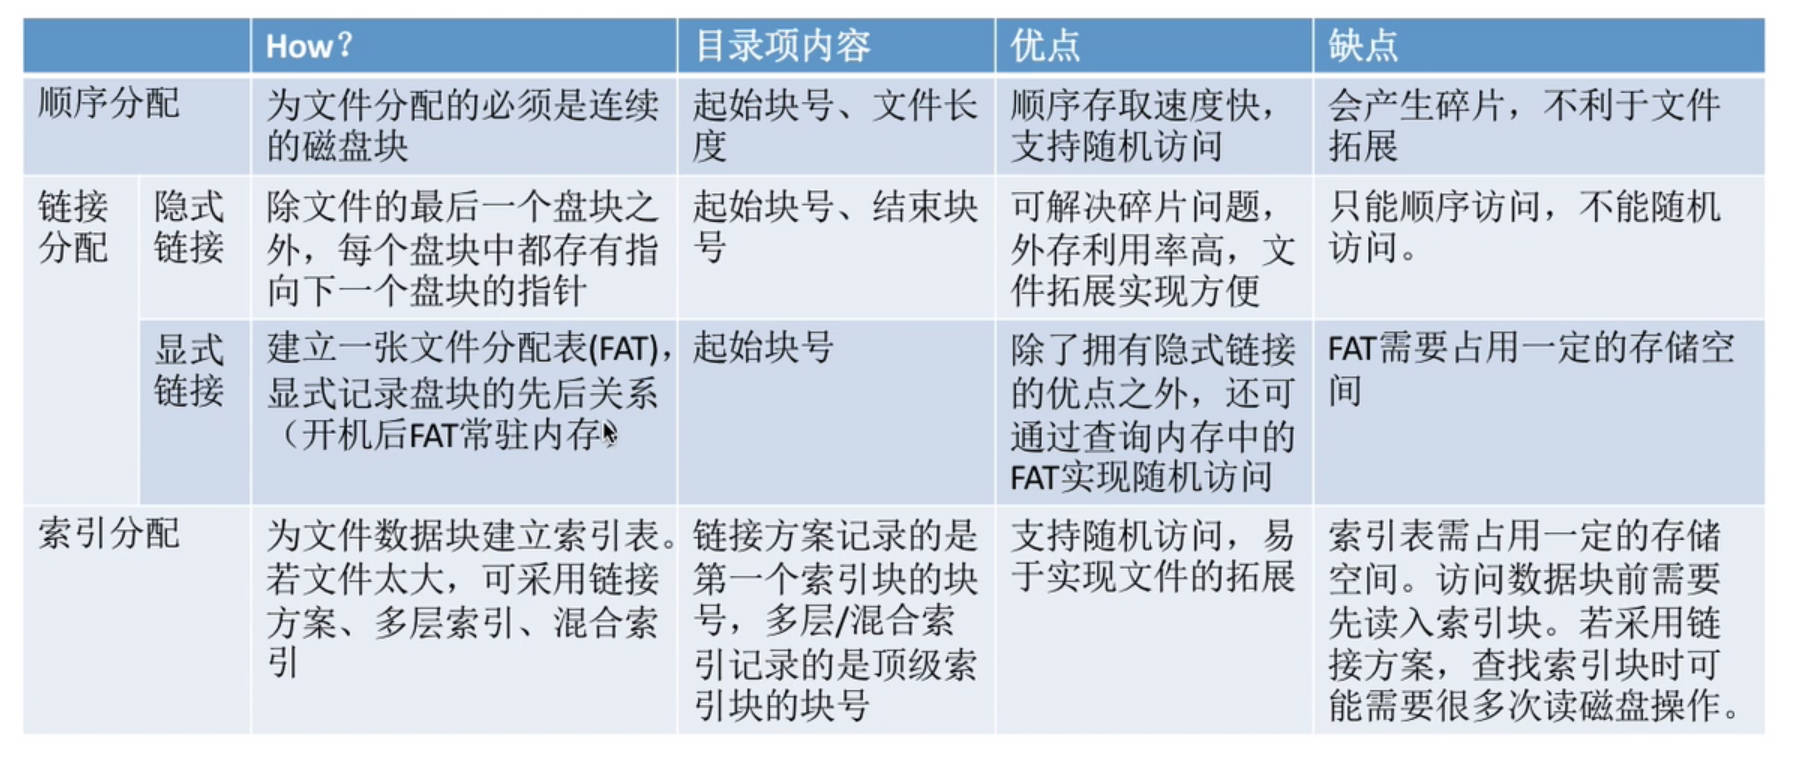 How？
目录项内容
优点
缺点
顺序分配
为文件分配的必须是连续
的磁盘块
起始块号、文件长
度
顺序存取速度快，
支持随机访问
会产生碎片，不利于文件
拓展
链接
分配
隐式
链接
除文件的最后一个盘块之
外，每个盘块中都存有指
向下一个盘块的指针
起始块号、结束块
号
可解决碎片问题，
外存利用率高，文
件拓展实现方便
只能顺序访问，不能随机
访问。
显式
链接
建立一张文件分配表(FAT)，
显式记录盘块的先后关系
（开机后FAT常驻内存
起始块号
除了拥有隐式链接
的优点之外，还可
通过查询内存中的
FAT实现随机访问
FAT需要占用一定的存储空
间
索引分配
为文件数据块建立索引表。
若文件太大，可采用链接
方案、多层索引、混合索
引
链接方案记录的是
第一个索引块的块
号，多层/混合索
引记录的是顶级索
引块的块号
支持随机访问，易
于实现文件的拓展
索引表需占用一定的存储
空间。访问数据块前需要
先读入索引块。若采用链
接方案，查找索引块时可
能需要很多次读磁盘操作。